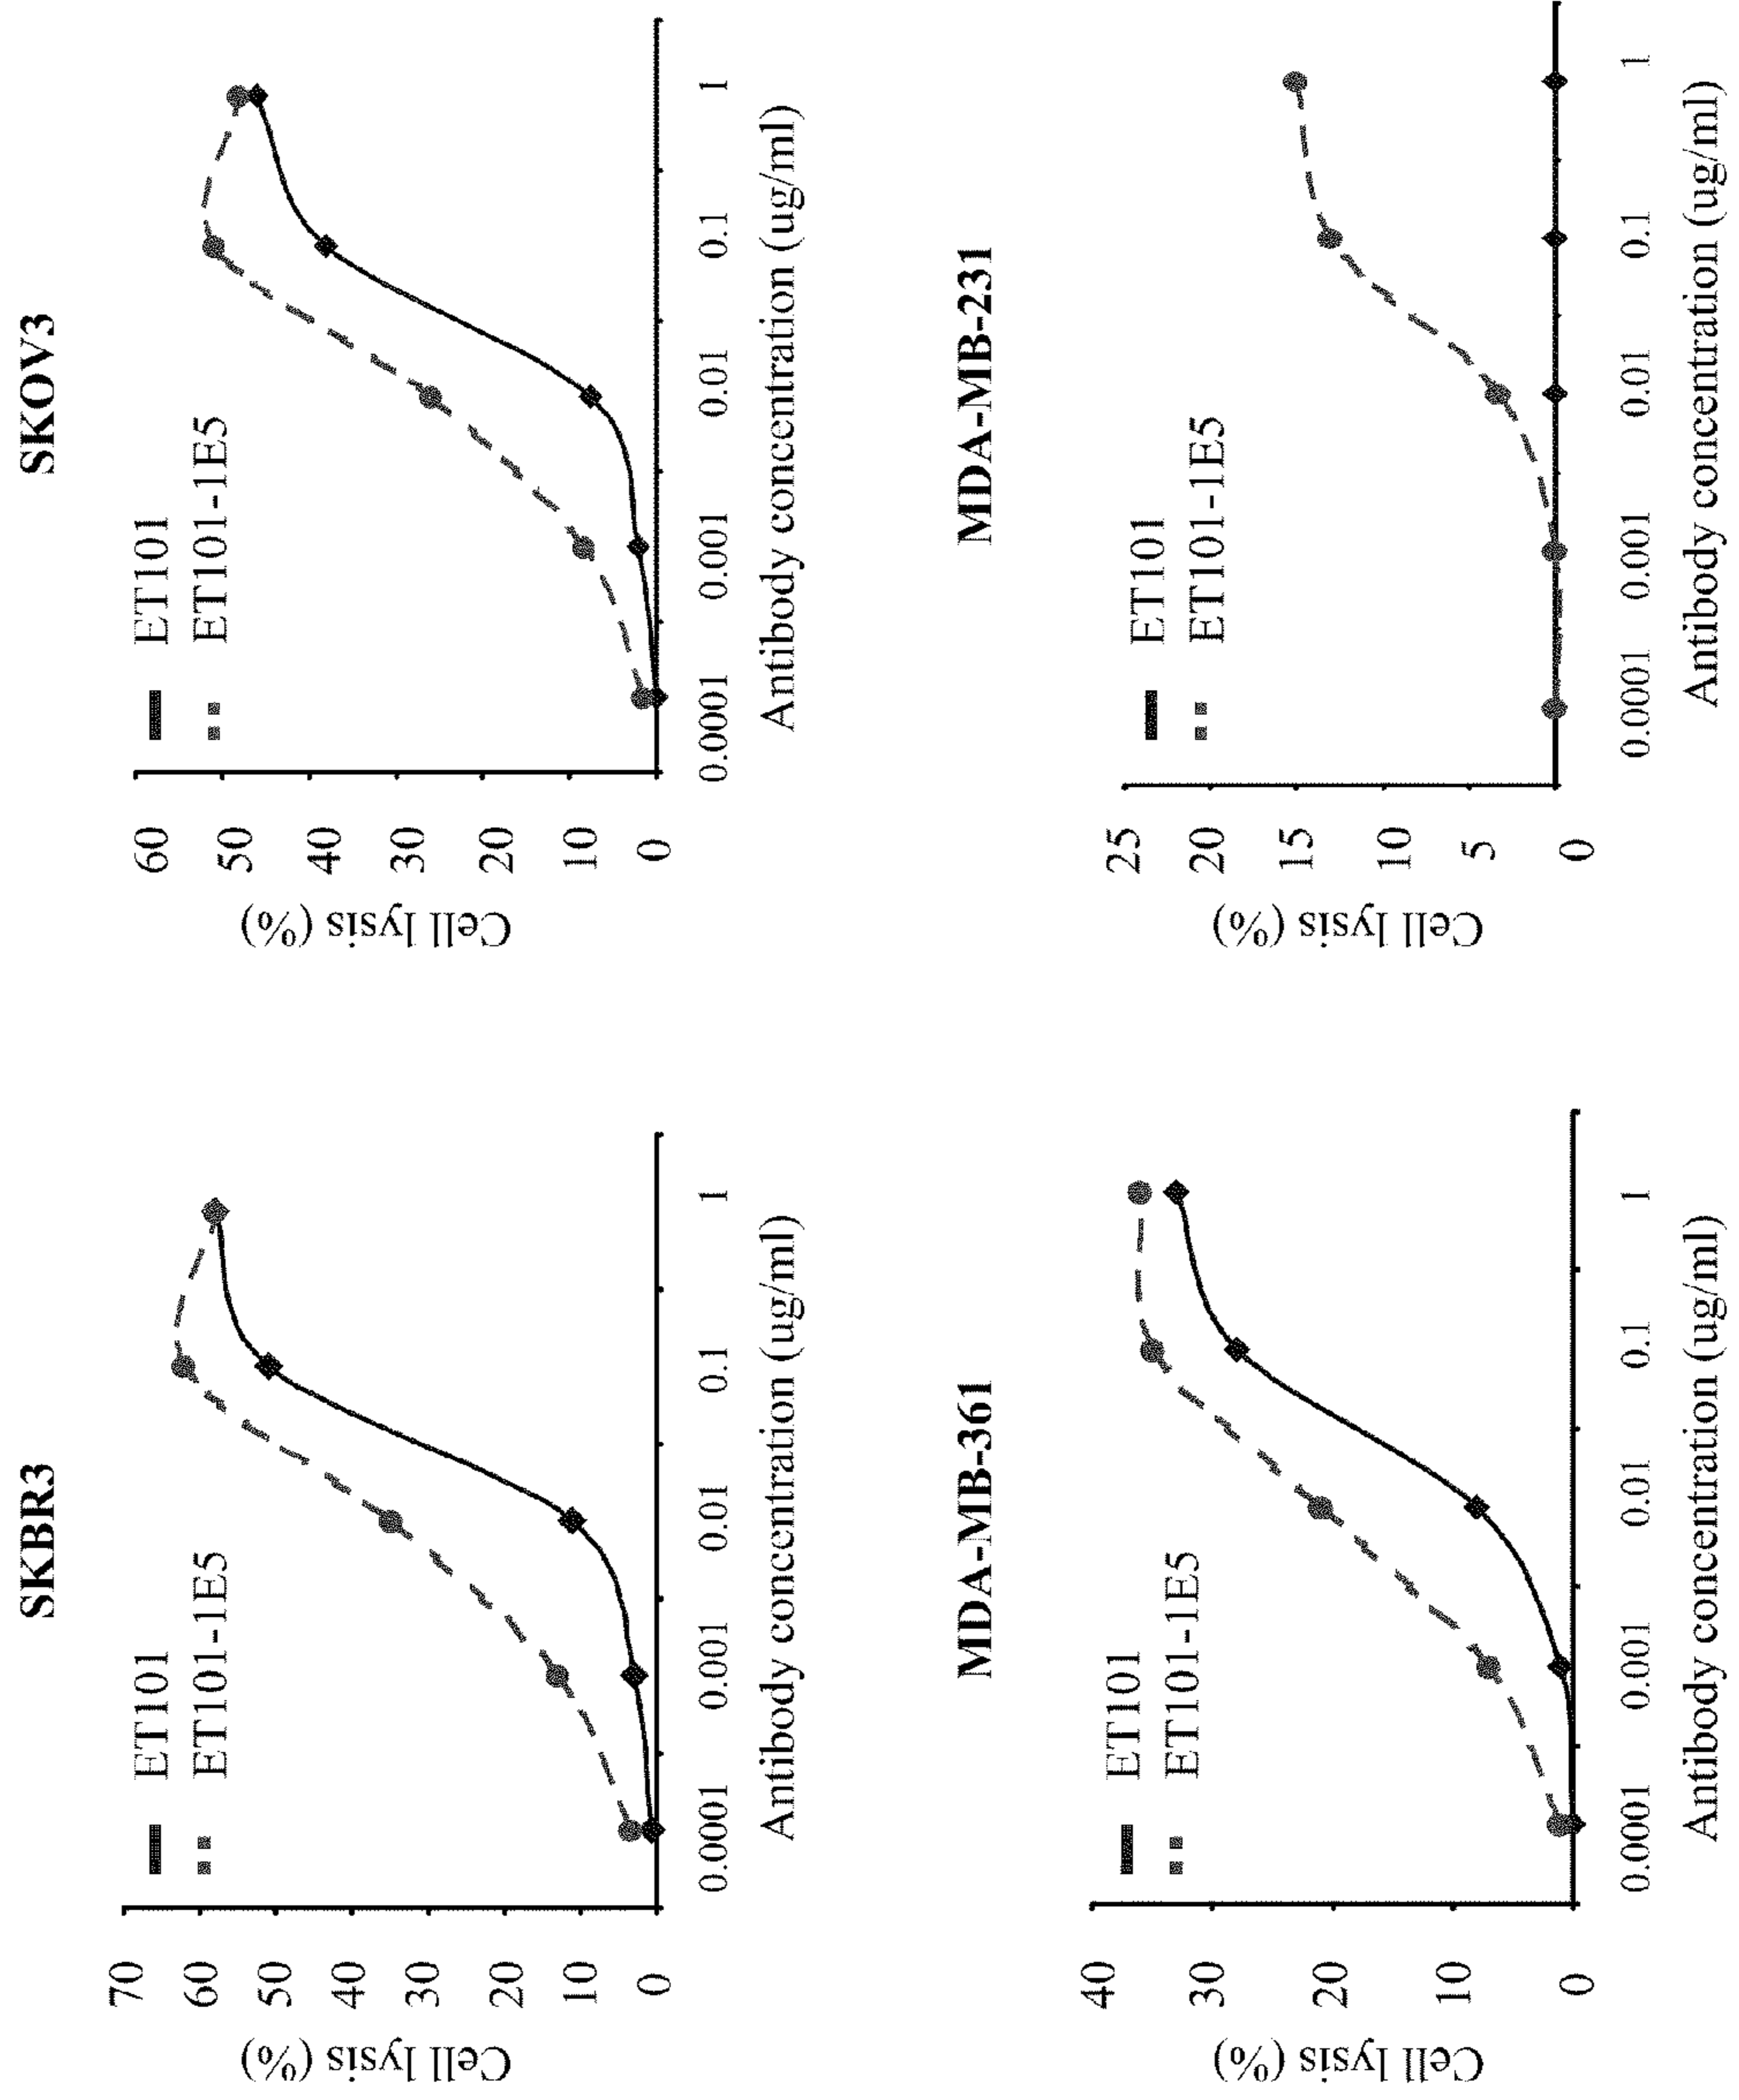 SKBR3
ET101
ET101-1E5
70
60
50
40
30
20
10
0
Cell lysis (%)
0.0001 0.001 0.01 0.1 1
Antibody concentration (ug/ml)
SKOV3
ET101
ET101-1E5
60
50
40
30
20
10
0
Cell lysis (%)
0.0001 0.001 0.01 0.1 1
Antibody concentration (ug/ml)
MDA-MB-361
ET101
ET101-1E5
40
30
20
10
0
Cell lysis (%)
0.0001 0.001 0.01 0.1 1
Antibody concentration (ug/ml)
MDA-MB-231
ET101
ET101-1E5
25
20
15
10
5
0
Cell lysis (%)
0.0001 0.001 0.01 0.1 1
Antibody concentration (ug/ml)